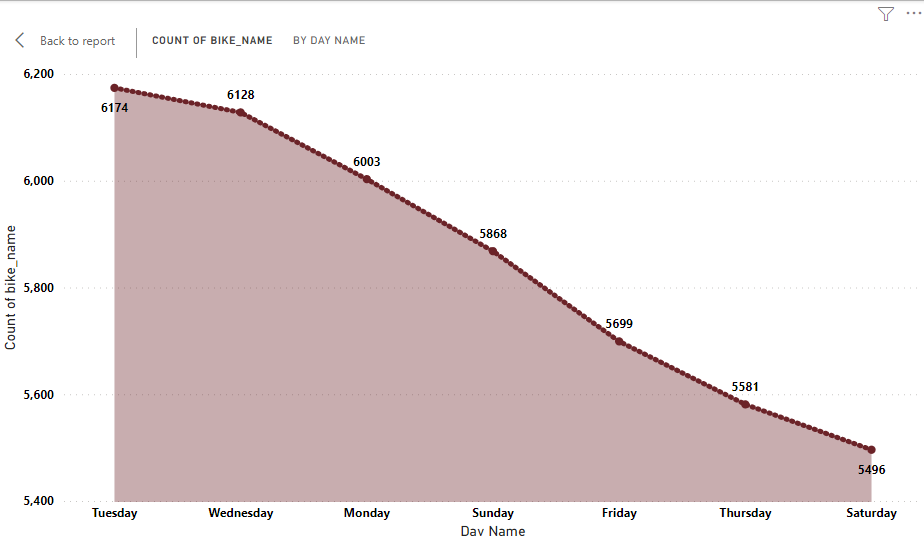 Back to report
COUNT OF BIKE_NAME
BY DAY NAME
6,200
6,000
5,800
5,600
5,400
Count of bike_name
6174
6128
6003
5868
5699
5581
5496
Tuesday
Wednesday
Monday
Sunday
Friday
Thursday
Saturday
Day Name